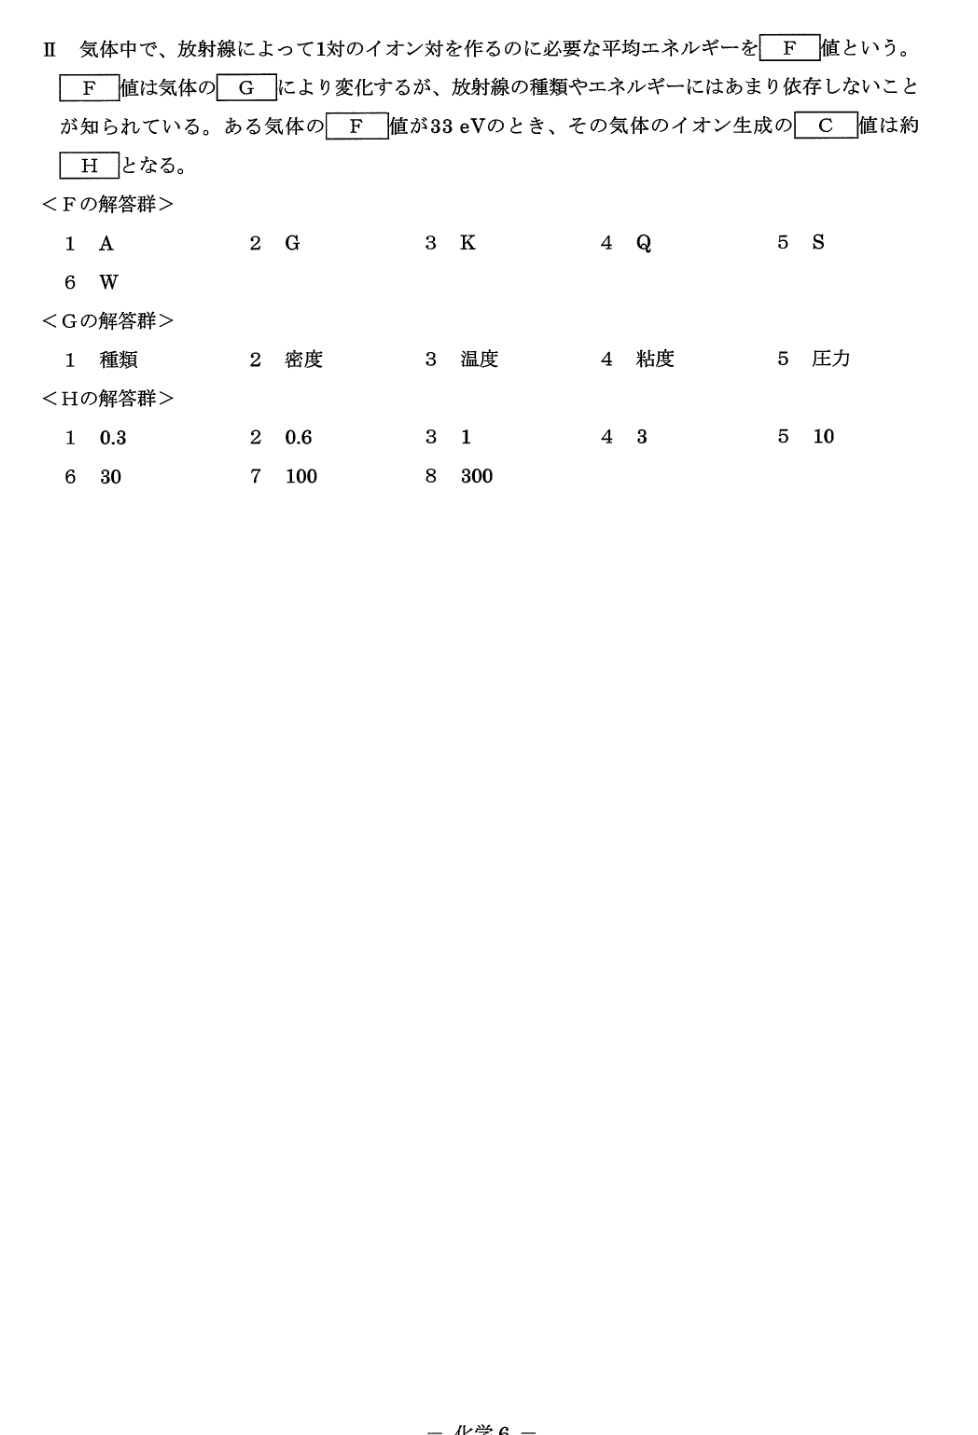 Ⅱ 気体中で、放射線によって1対のイオン対を作るのに必要な平均エネルギーを F 値という。
F 値は気体の G により変化するが、放射線の種類やエネルギーにはあまり依存しないこと
が知られている。ある気体の F 値が33 eVのとき、その気体のイオン生成の C 値は約
H となる。
＜Fの解答群＞
1 A 2 G 3 K 4 Q 5 S
6 W
＜Gの解答群＞
1 種類 2 密度 3 温度 4 粘度 5 圧力
＜Hの解答群＞
1 0.3 2 0.6 3 1 4 3 5 10
6 30 7 100 8 300
－ 化学 6 －